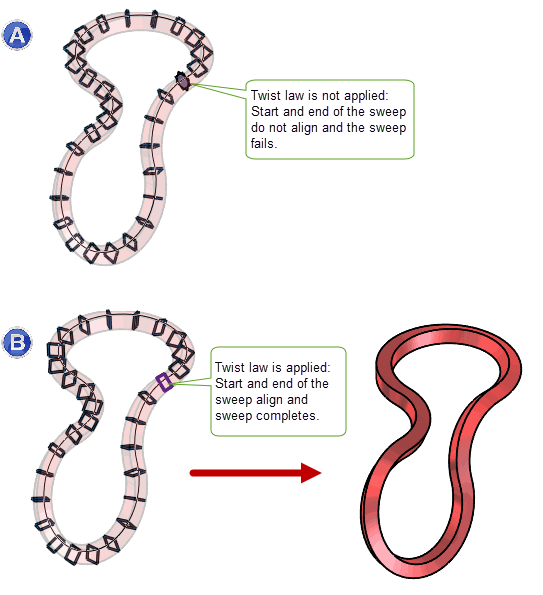 A
Twist law is not applied:
Start and end of the sweep
do not align and the sweep
fails.
B
Twist law is applied:
Start and end of the
sweep align and
sweep completes.